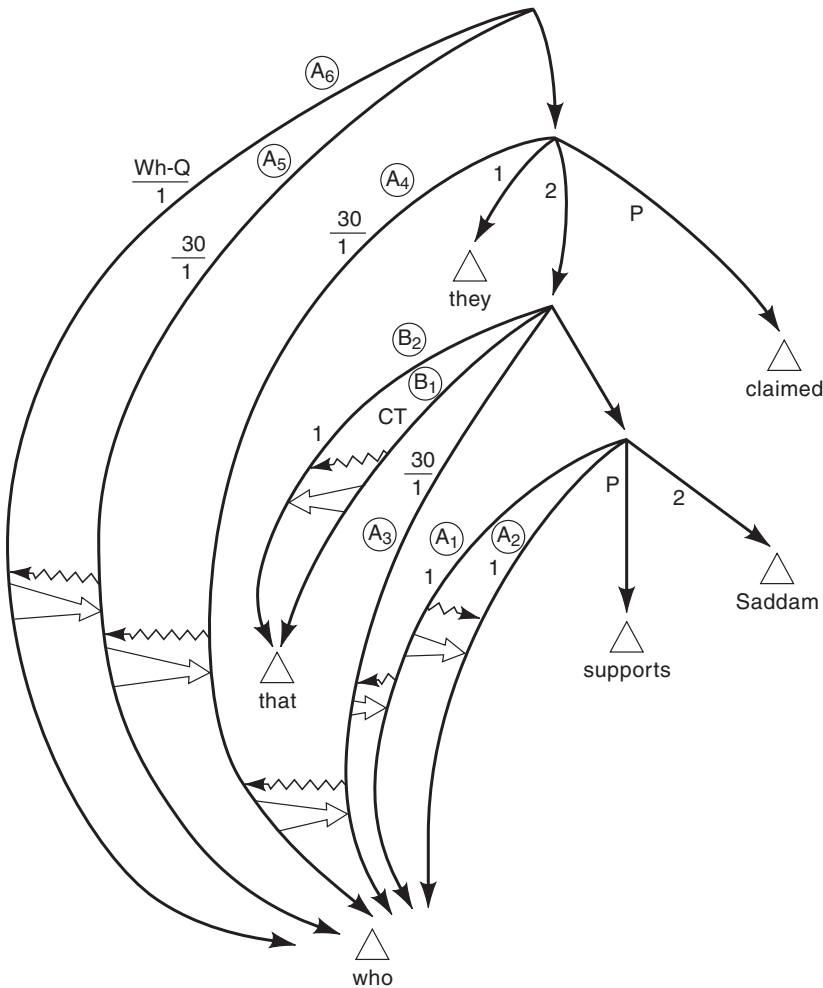 A6
Wh-Q
1
A5
30
1
A4
30
1
1
2
P
they
claimed
B2
B1
CT
1
30
1
A3
A1
A2
1
1
P
2
Saddam
supports
that
who